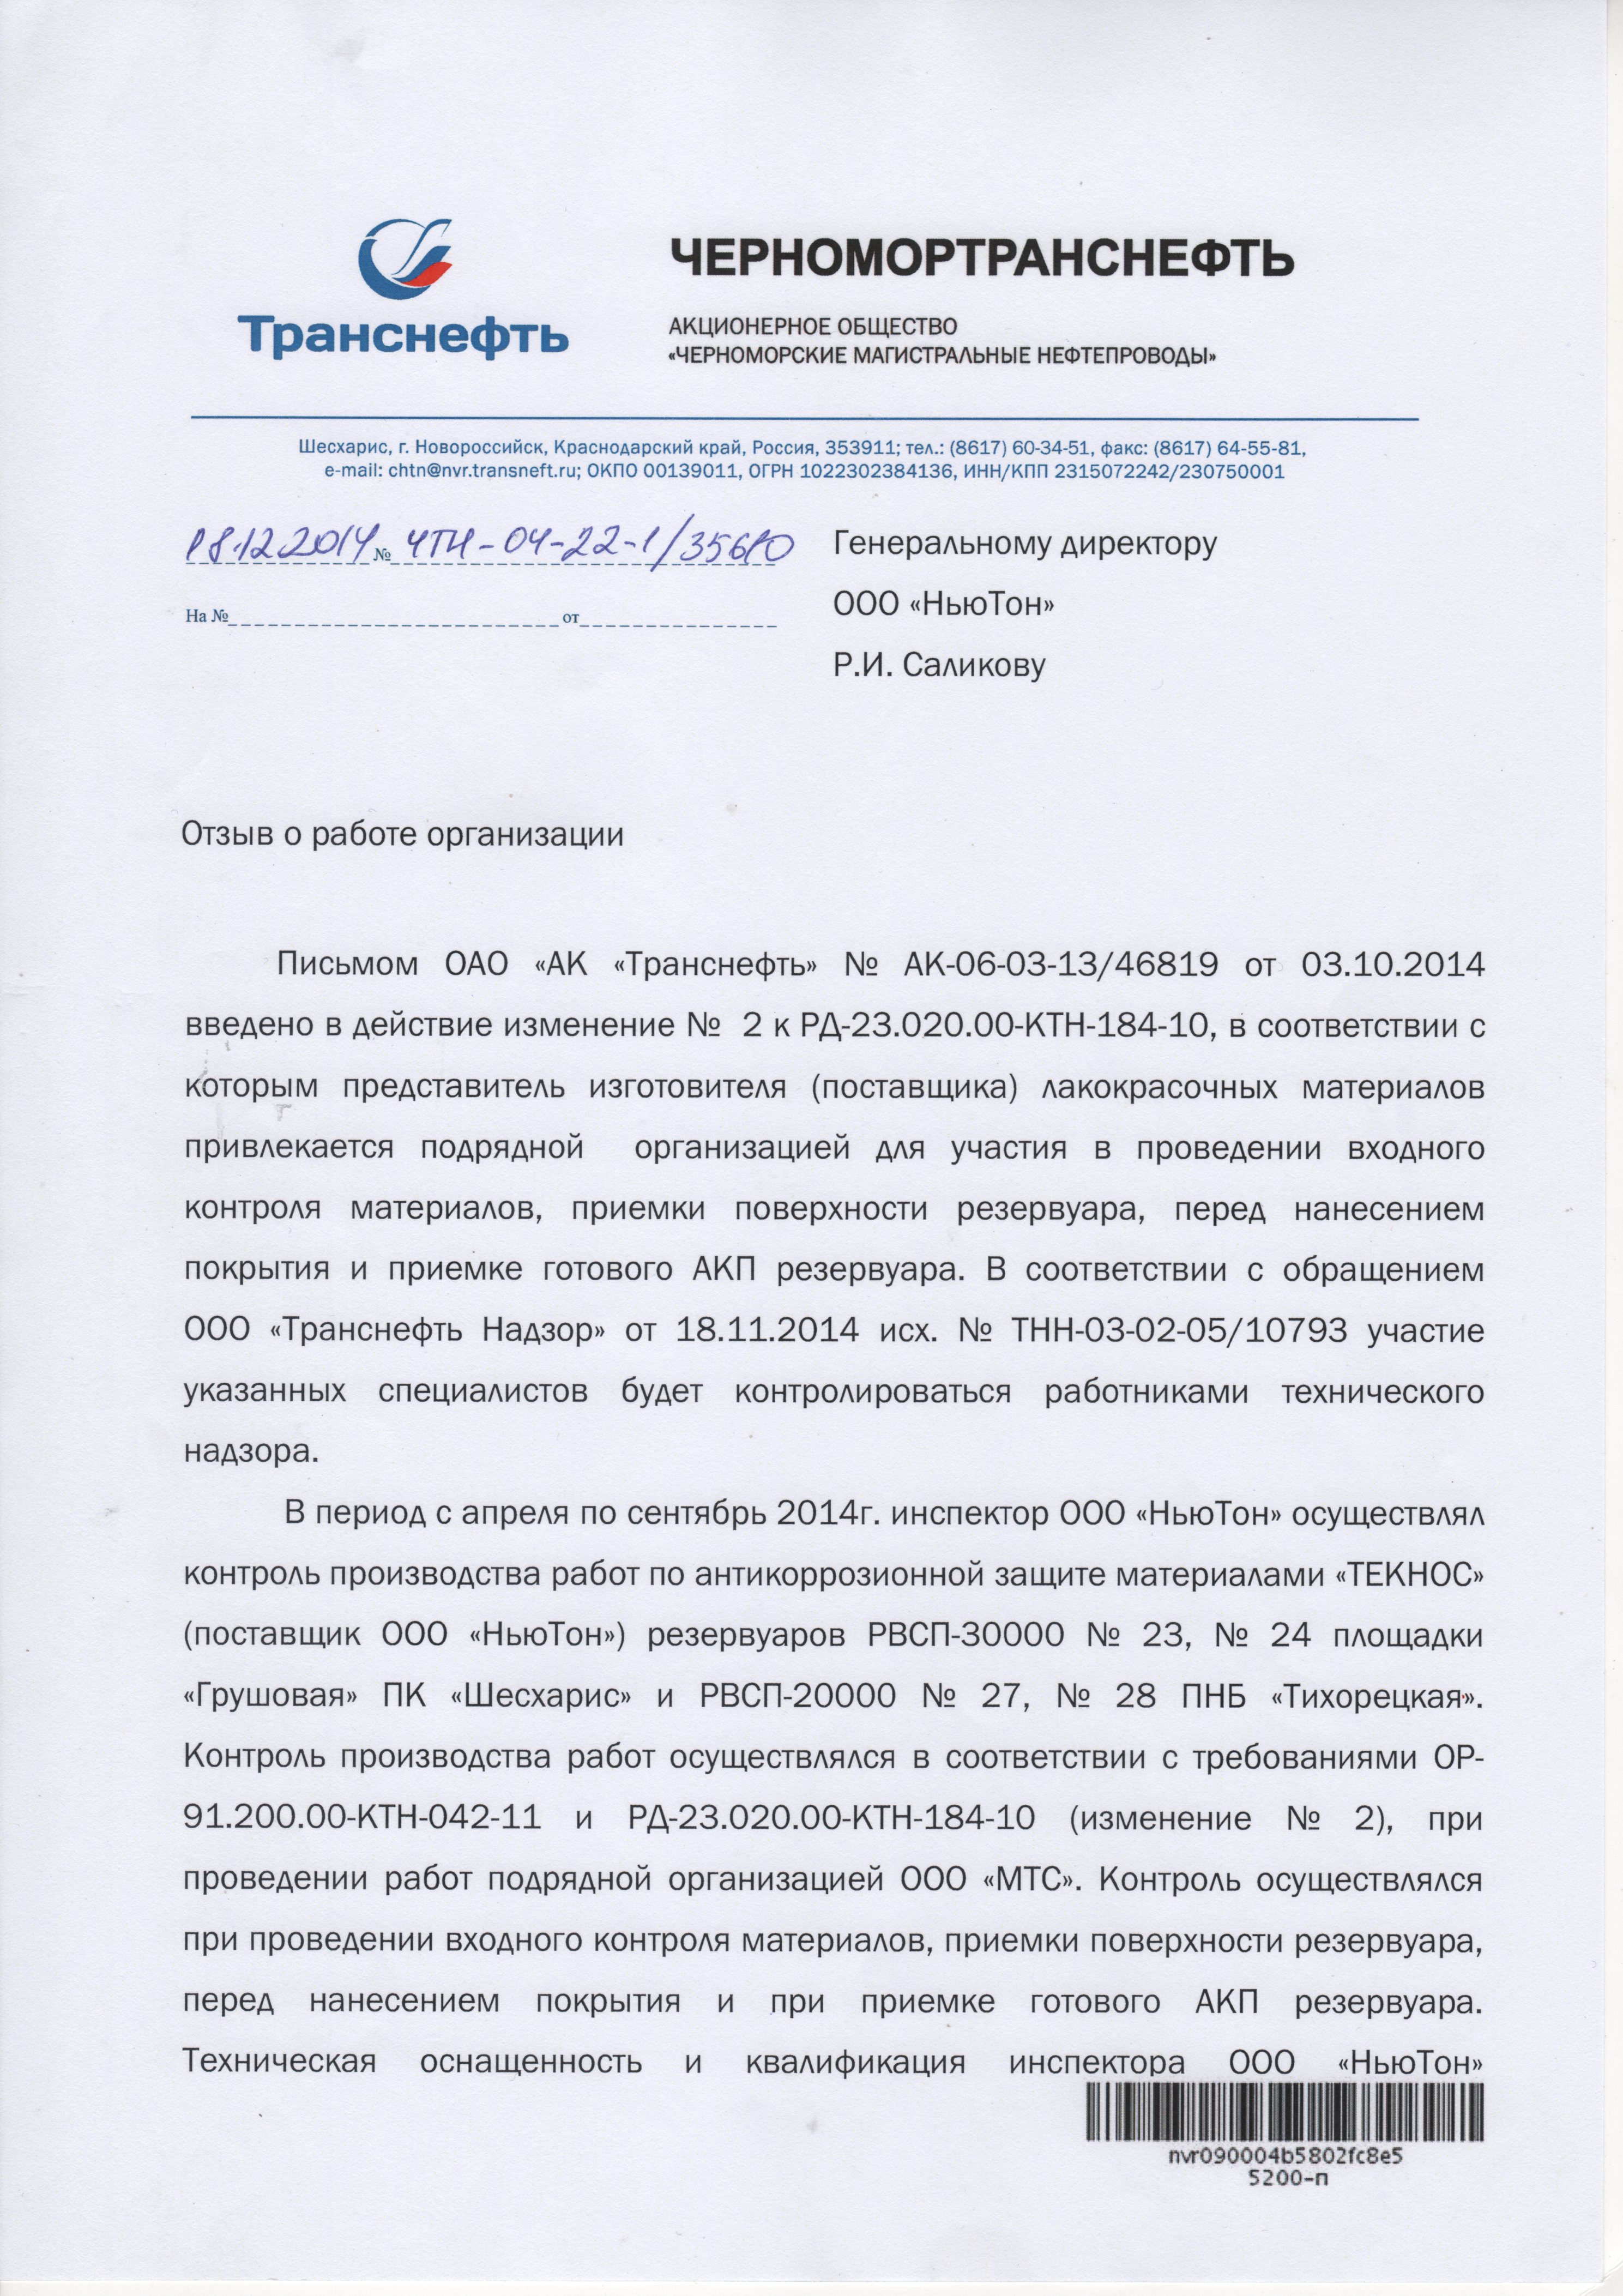 Транснефть
ЧЕРНОМОРТРАНСНЕФТЬ
АКЦИОНЕРНОЕ ОБЩЕСТВО
«ЧЕРНОМОРСКИЕ МАГИСТРАЛЬНЫЕ НЕФТЕПРОВОДЫ»
Шесхарис, г. Новороссийск, Краснодарский край, Россия, 353911; тел.: (8617) 60-34-51, факс: (8617) 64-55-81,
e-mail: chtn@nvr.transneft.ru; ОКПО 00139011, ОГРН 1022302384136, ИНН/КПП 2315072242/230750001
18.12.2014 № ЧТН-04-22-1/
На № от
Генеральному директору
ООО «НьюТон»
Р.И. Саликову
Отзыв о работе организации
Письмом ОАО «АК «Транснефть» № АК-06-03-13/46819 от 03.10.2014
введено в действие изменение № 2 к РД-23.020.00-КТН-184-10, в соответствии с
которым представитель изготовителя (поставщика) лакокрасочных материалов
привлекается подрядной организацией для участия в проведении входного
контроля материалов, приемки поверхности резервуара, перед нанесением
покрытия и приемке готового АКП резервуара. В соответствии с обращением
ООО «Транснефть Надзор» от 18.11.2014 исх. № ТНН-03-02-05/10793 участие
указанных специалистов будет контролироваться работниками технического
надзора.
В период с апреля по сентябрь 2014г. инспектор ООО «НьюТон» осуществлял
контроль производства работ по антикоррозионной защите материалами «ТЕКНОС»
(поставщик ООО «НьюТон») резервуаров РВСП-30000 № 23, № 24 площадки
«Грушовая» ПК «Шесхарис» и РВСП-20000 № 27, № 28 ПНБ «Тихорецкая».
Контроль производства работ осуществлялся в соответствии с требованиями ОР-
91.200.00-КТН-042-11 и РД-23.020.00-КТН-184-10 (изменение № 2), при
проведении работ подрядной организацией ООО «МТС». Контроль осуществлялся
при проведении входного контроля материалов, приемки поверхности резервуара,
перед нанесением покрытия и при приемке готового АКП резервуара.
Техническая оснащенность и квалификация инспектора ООО «НьюТон»
nvr090004b5802fc8e5
5200-п